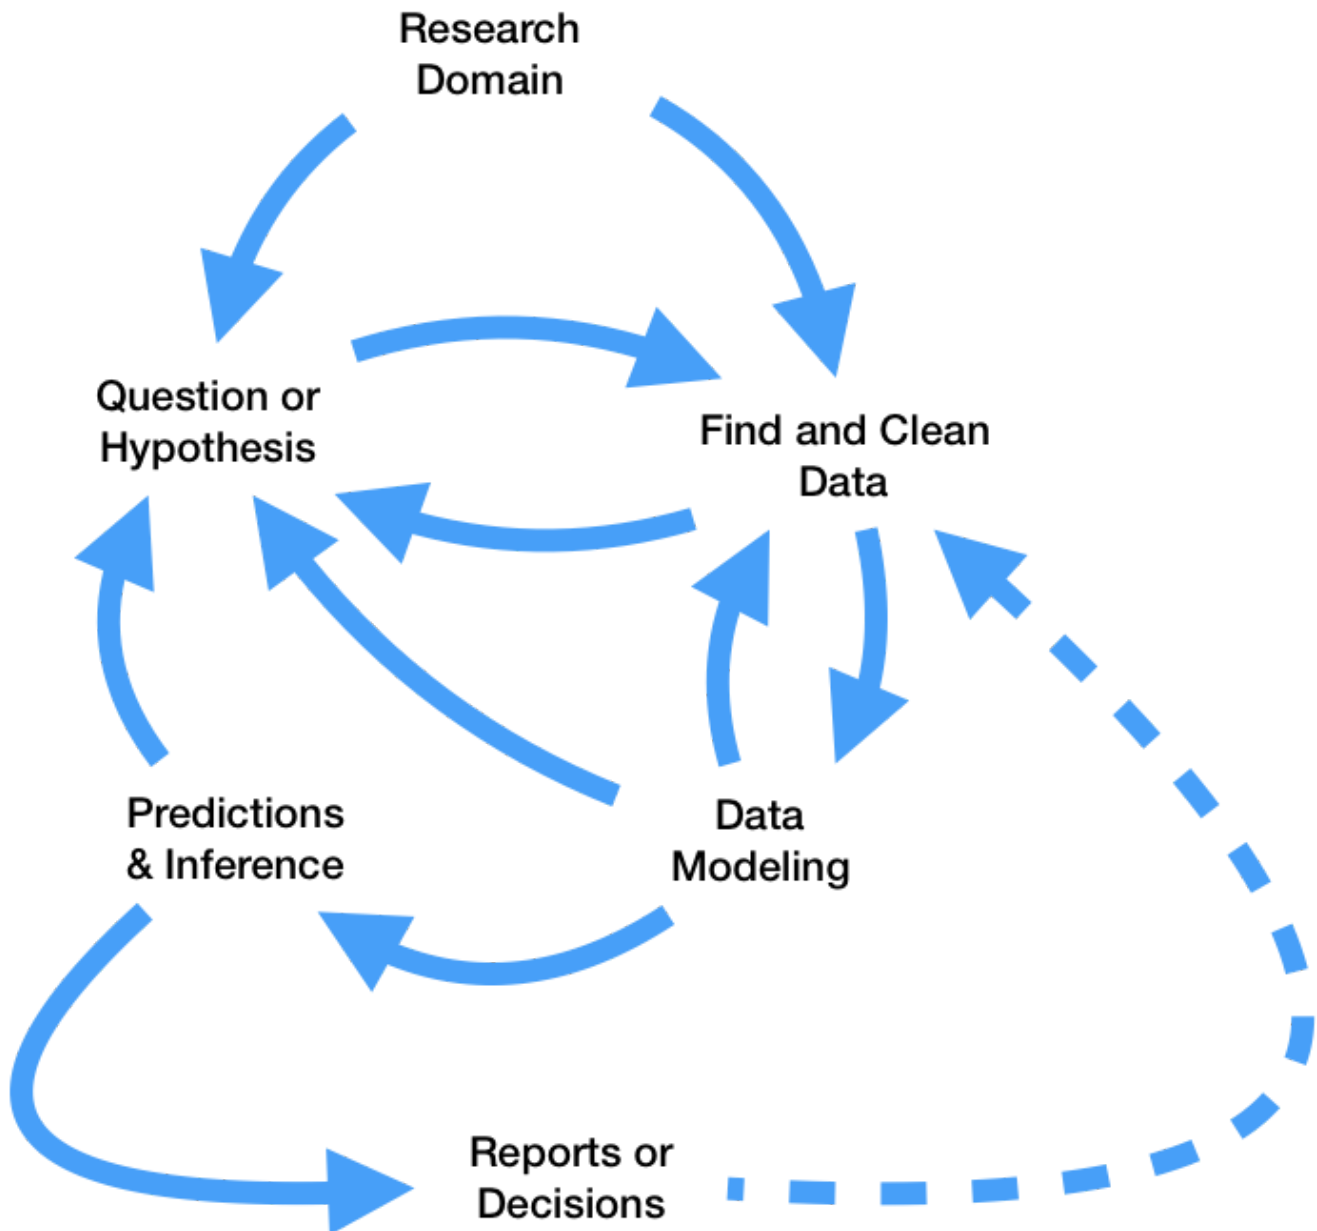 Research
Domain
Question or
Hypothesis
Find and Clean
Data
Predictions
& Inference
Data
Modeling
Reports or
Decisions